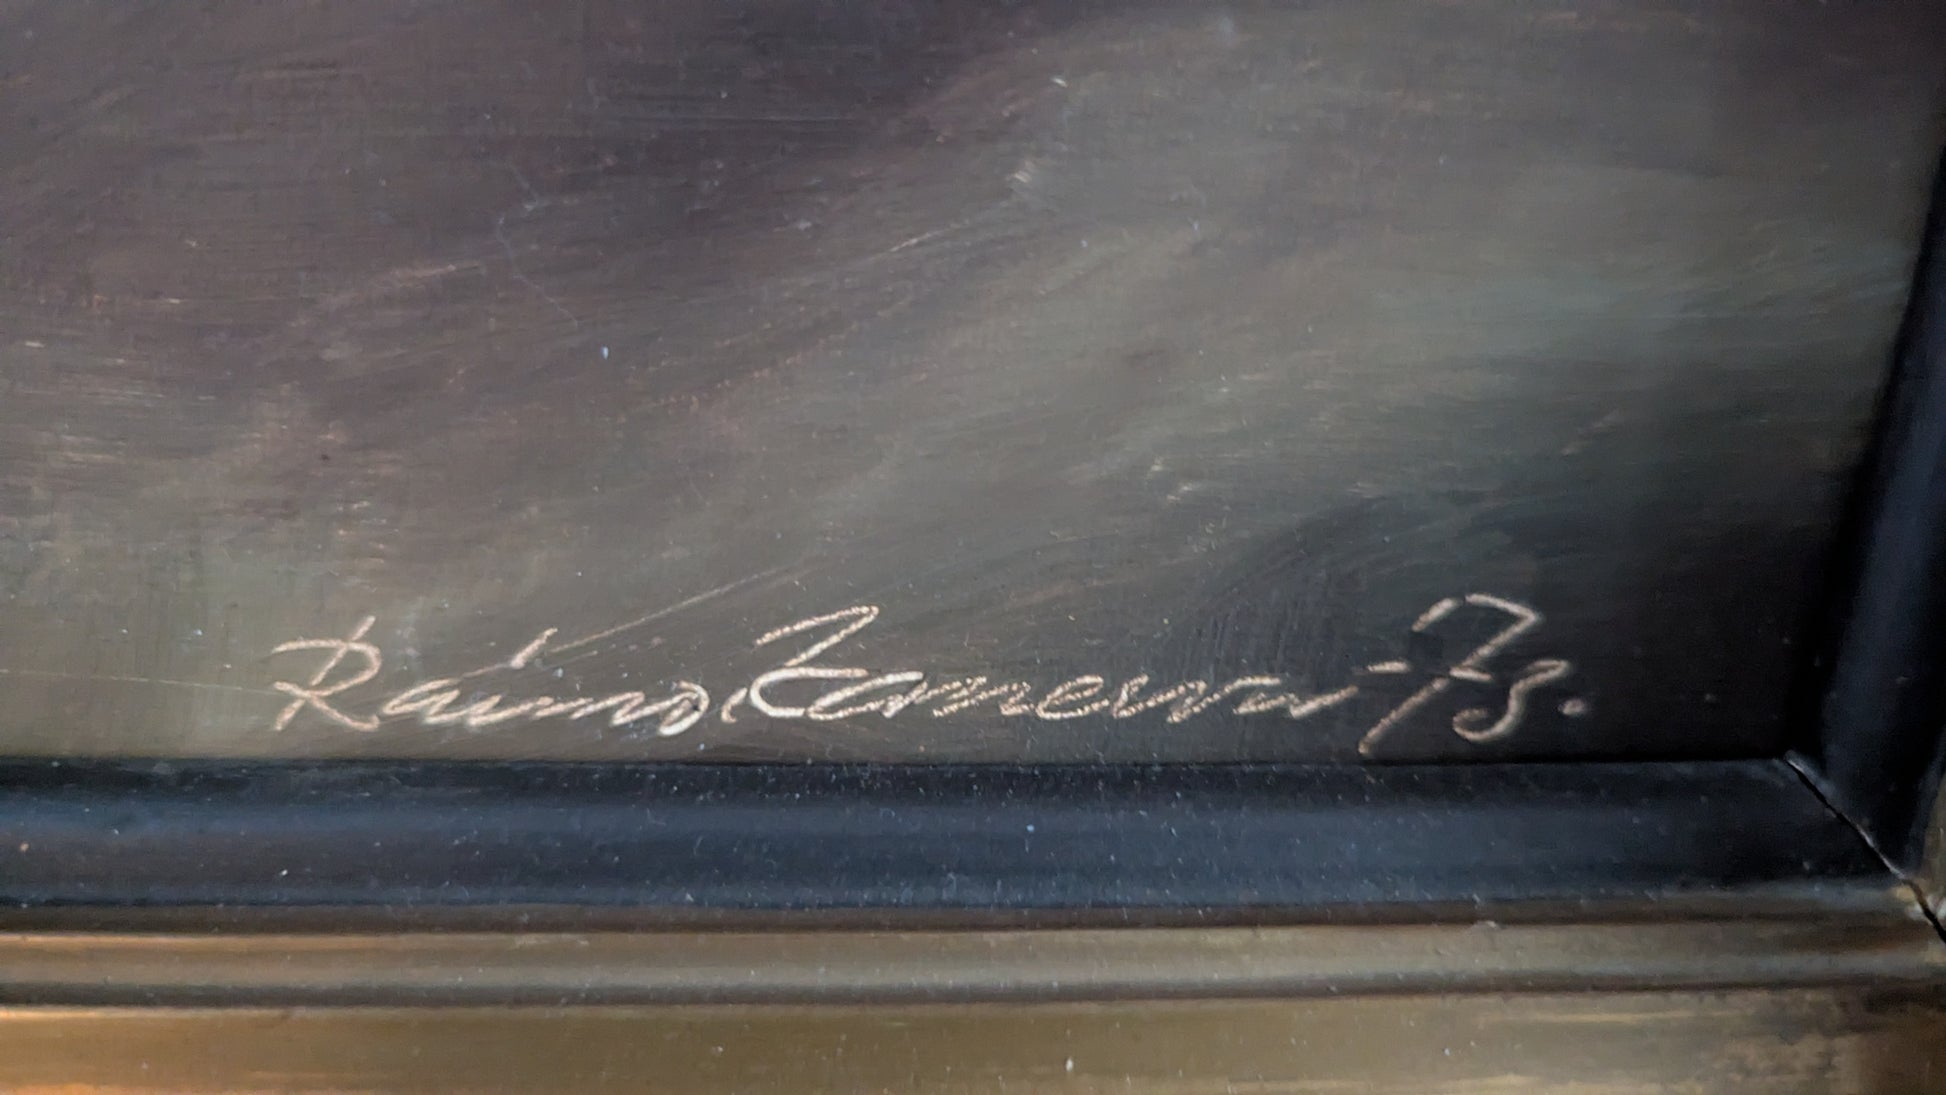 Raimo Kanerva -73.